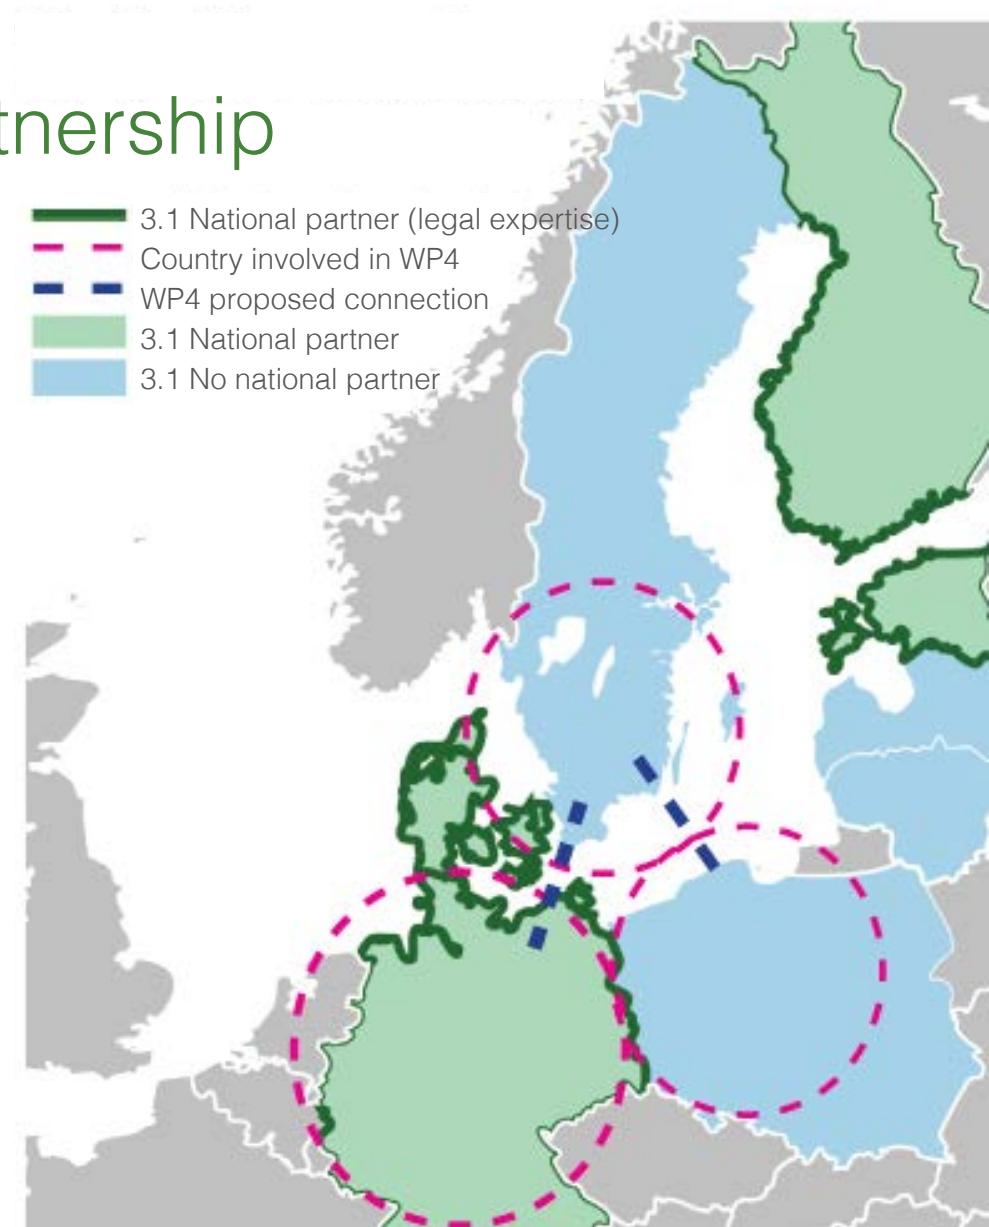 tnership
3.1 National partner (legal expertise)
Country involved in WP4
WP4 proposed connection
3.1 National partner
3.1 No national partner